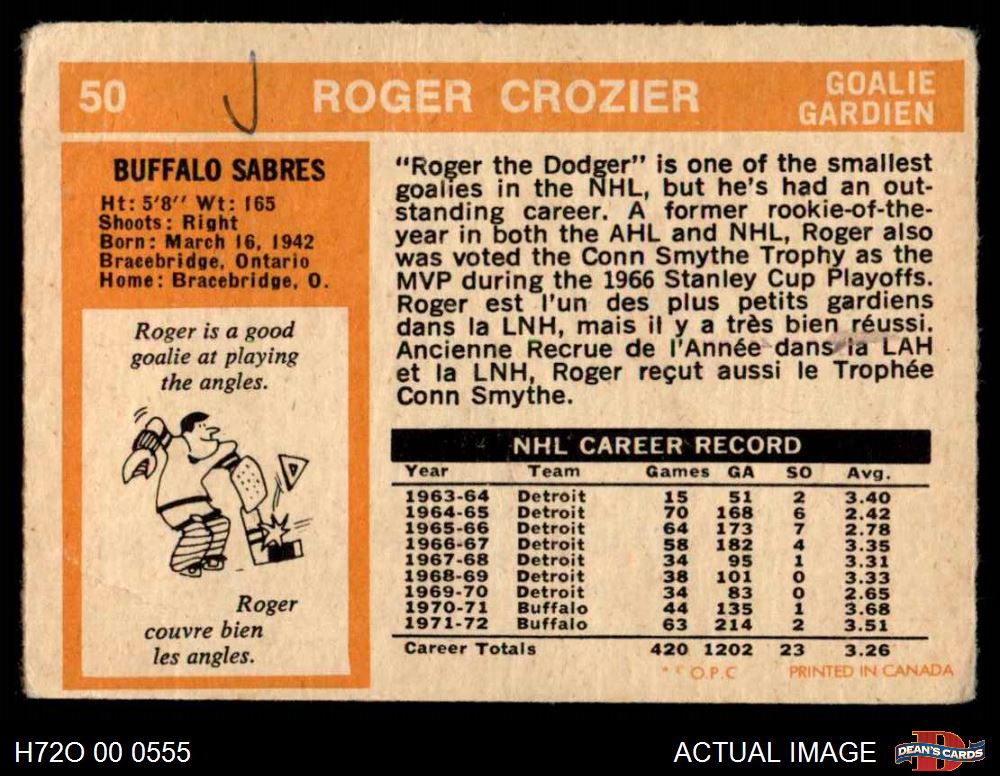 50 ROGER CROZIER GOALIE
GARDIEN
BUFFALO SABRES
Ht: 5'8'' Wt: 165
Shoots: Right
Born: March 16, 1942
Bracebridge, Ontario
Home: Bracebridge, O.
Roger is a good
goalie at playing
the angles.
Roger
couvre bien
les angles.
"Roger the Dodger" is one of the smallest
goalies in the NHL, but he's had an out-
standing career. A former rookie-of-the-
year in both the AHL and NHL, Roger also
was voted the Conn Smythe Trophy as the
MVP during the 1966 Stanley Cup Playoffs.
Roger est l'un des plus petits gardiens
dans la LNH, mais il y a très bien réussi.
Ancienne Recrue de l'Année dans la LAH
et la LNH, Roger reçut aussi le Trophée
Conn Smythe.
NHL CAREER RECORD
Year Team Games GA SO Avg.
1963-64 Detroit 15 51 2 3.40
1964-65 Detroit 70 168 6 2.42
1965-66 Detroit 64 173 7 2.78
1966-67 Detroit 58 182 4 3.35
1967-68 Detroit 34 95 1 3.31
1968-69 Detroit 38 101 0 3.33
1969-70 Detroit 34 83 0 2.65
1970-71 Buffalo 44 135 1 3.68
1971-72 Buffalo 63 214 2 3.51
Career Totals 420 1202 23 3.26
O.P.C PRINTED IN CANADA
H72O 00 0555 ACTUAL IMAGE DEAN'S CARDS